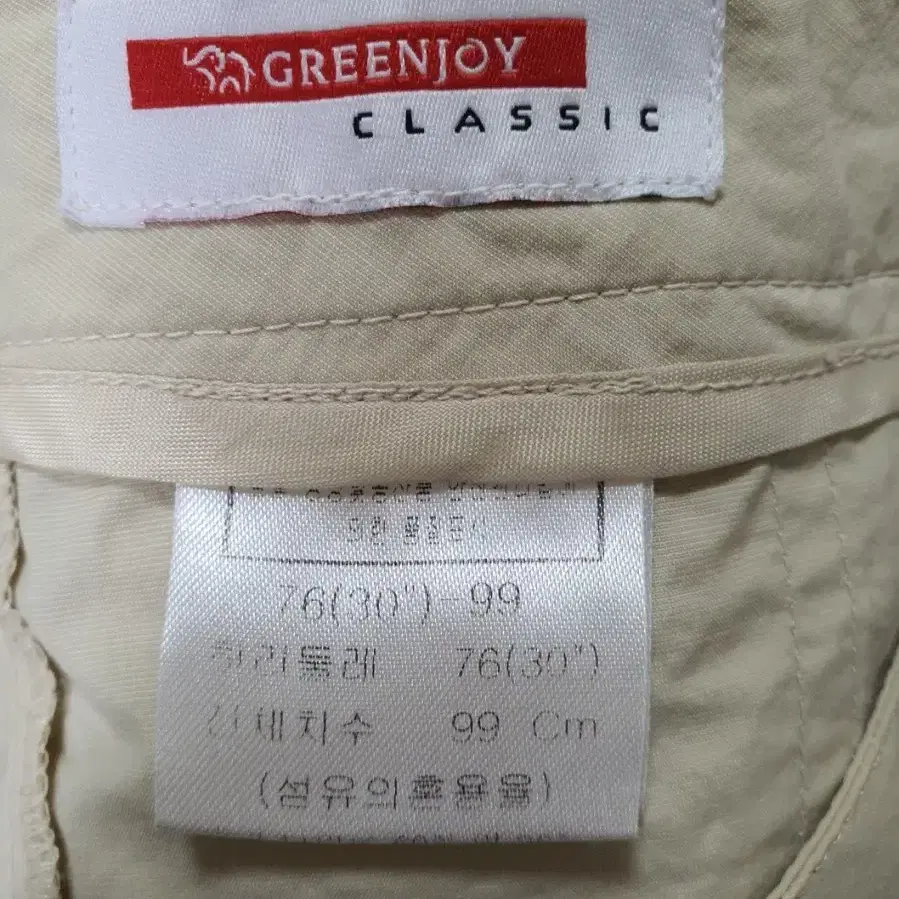 GREENJOY
CLASSIC
76(30")-99
허리둘레 76(30")
신체치수 99 Cm
(섬유의혼용율)